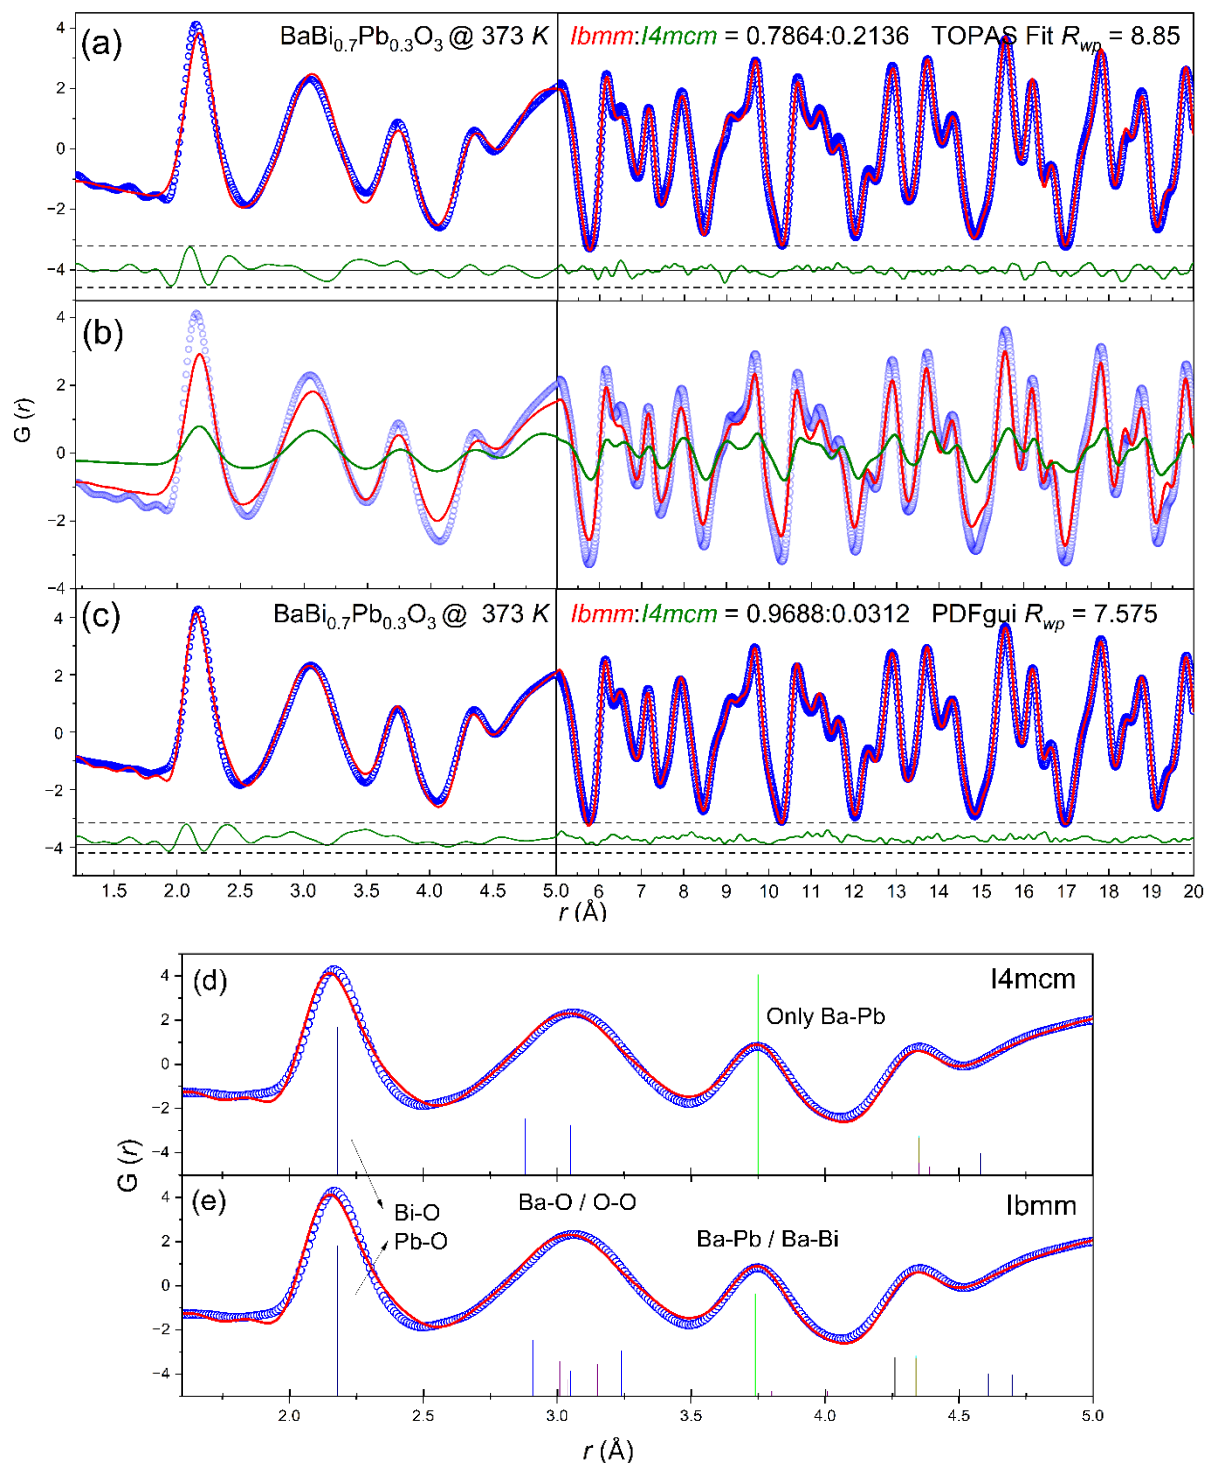 (a) BaBi0.7Pb0.3O3 @ 373 K Ibmm:I4mcm = 0.7864:0.2136 TOPAS Fit Rwp = 8.85
4
2
0
-2
-4
(b)
4
2
0
-2
-4
G (r)
(c) BaBi0.7Pb0.3O3 @ 373 K Ibmm:I4mcm = 0.9688:0.0312 PDFgui Rwp = 7.575
4
2
0
-2
-4
1.5 2.0 2.5 3.0 3.5 4.0 4.5 5.0 6 7 8 9 10 11 12 13 14 15 16 17 18 19 20
r (Å)
(d) I4mcm
4
2
0
-2
-4
Only Ba-Pb
G (r)
(e) Ibmm
4
2
0
-2
-4
Bi-O
Pb-O
Ba-O / O-O
Ba-Pb / Ba-Bi
2.0 2.5 3.0 3.5 4.0 4.5 5.0
r (Å)